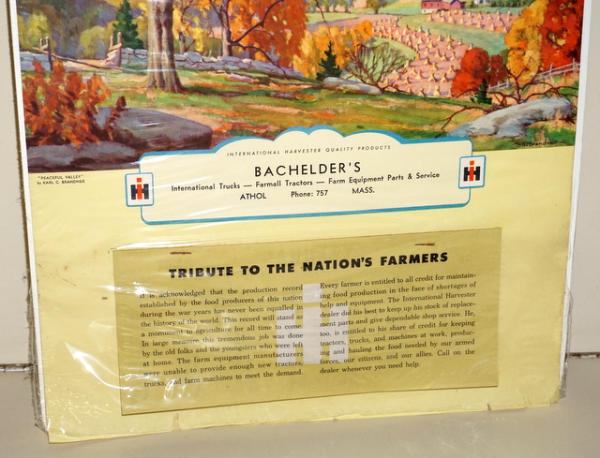 INTERNATIONAL HARVESTER QUALITY PRODUCTS
BACHELDER'S
International Trucks — Farmall Tractors — Farm Equipment Parts & Service
ATHOL Phone: 757 MASS.
"PEACEFUL VALLEY"
by KARL C. BRANDNER
IH
IH
TRIBUTE TO THE NATION'S FARMERS
It is acknowledged that the production record
established by the food producers of this nation
during the war years has never been equalled in
the history of the world. This record will stand as
a monument to agriculture for all time to come.
In large measure this tremendous job was done
by the old folks and the youngsters who were left
at home. The farm equipment manufacturers
were unable to provide enough new tractors,
trucks, and farm machines to meet the demand.
Every farmer is entitled to all credit for maintain-
ing food production in the face of shortages of
help and equipment. The International Harvester
dealer did his best to keep up his stock of replace-
ment parts and give dependable shop service. He,
too, is entitled to his share of credit for keeping
tractors, trucks, and machines at work, produc-
ing and hauling the food needed by our armed
forces, our citizens, and our allies. Call on the
dealer whenever you need help.